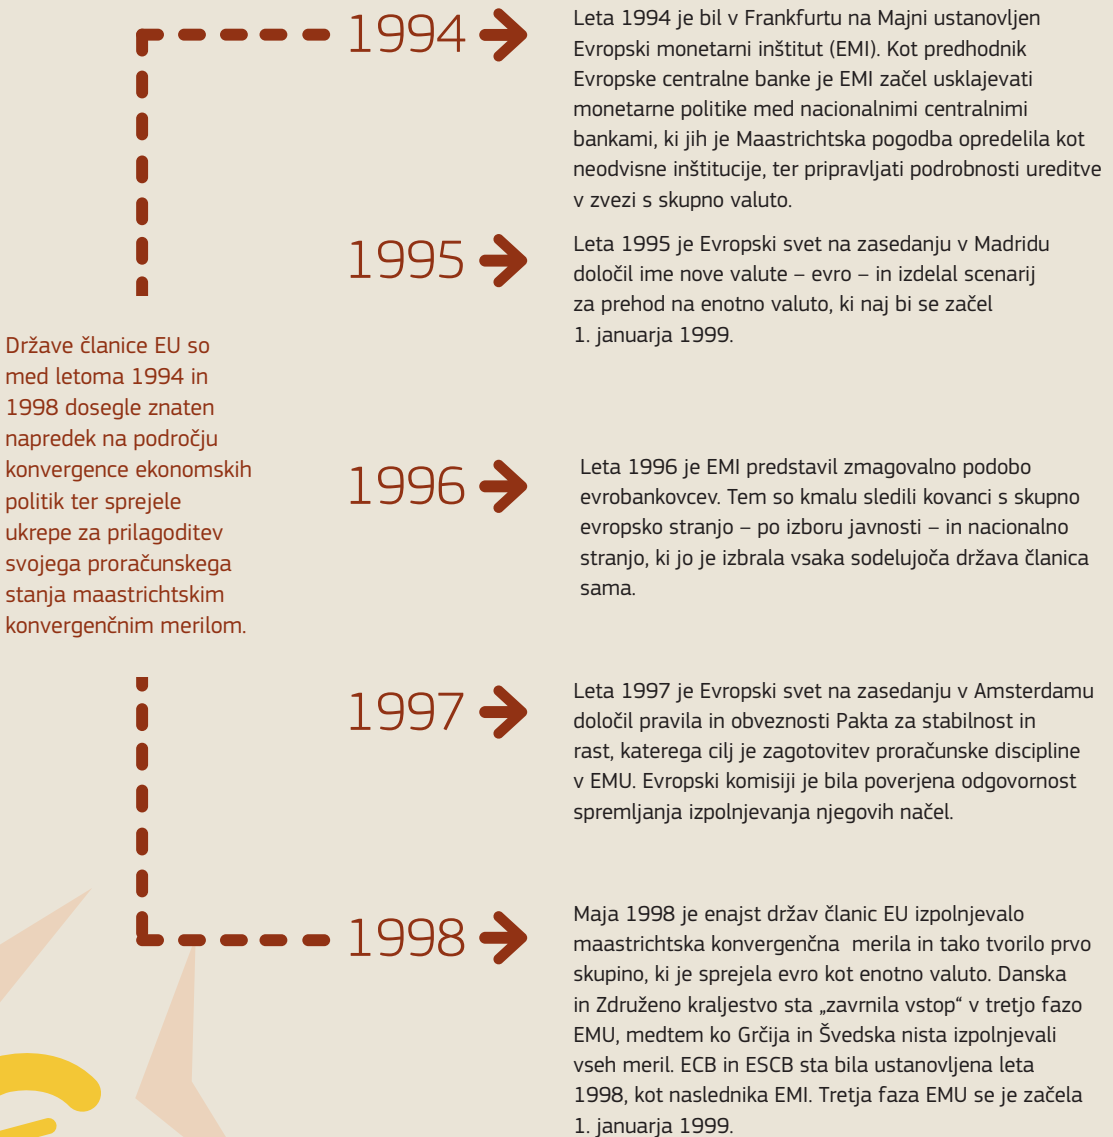 1994
Leta 1994 je bil v Frankfurtu na Majni ustanovljen
Evropski monetarni inštitut (EMI). Kot predhodnik
Evropske centralne banke je EMI začel usklajevati
monetarne politike med nacionalnimi centralnimi
bankami, ki jih je Maastrichtska pogodba opredelila kot
neodvisne inštitucije, ter pripravljati podrobnosti ureditve
v zvezi s skupno valuto.
1995
Leta 1995 je Evropski svet na zasedanju v Madridu
določil ime nove valute – evro – in izdelal scenarij
za prehod na enotno valuto, ki naj bi se začel
1. januarja 1999.
Države članice EU so
med letoma 1994 in
1998 dosegle znaten
napredek na področju
konvergence ekonomskih
politik ter sprejele
ukrepe za prilagoditev
svojega proračunskega
stanja maastrichtskim
konvergenčnim merilom.
1996
Leta 1996 je EMI predstavil zmagovalno podobo
evrobankovcev. Tem so kmalu sledili kovanci s skupno
evropsko stranjo – po izboru javnosti – in nacionalno
stranjo, ki jo je izbrala vsaka sodelujoča država članica
sama.
1997
Leta 1997 je Evropski svet na zasedanju v Amsterdamu
določil pravila in obveznosti Pakta za stabilnost in
rast, katerega cilj je zagotovitev proračunske discipline
v EMU. Evropski komisiji je bila poverjena odgovornost
spremljanja izpolnjevanja njegovih načel.
1998
Maja 1998 je enajst držav članic EU izpolnjevalo
maastrichtska konvergenčna merila in tako tvorilo prvo
skupino, ki je sprejela evro kot enotno valuto. Danska
in Združeno kraljestvo sta „zavrnila vstop“ v tretjo fazo
EMU, medtem ko Grčija in Švedska nista izpolnjevali
vseh meril. ECB in ESCB sta bila ustanovljena leta
1998, kot naslednika EMI. Tretja faza EMU se je začela
1. januarja 1999.